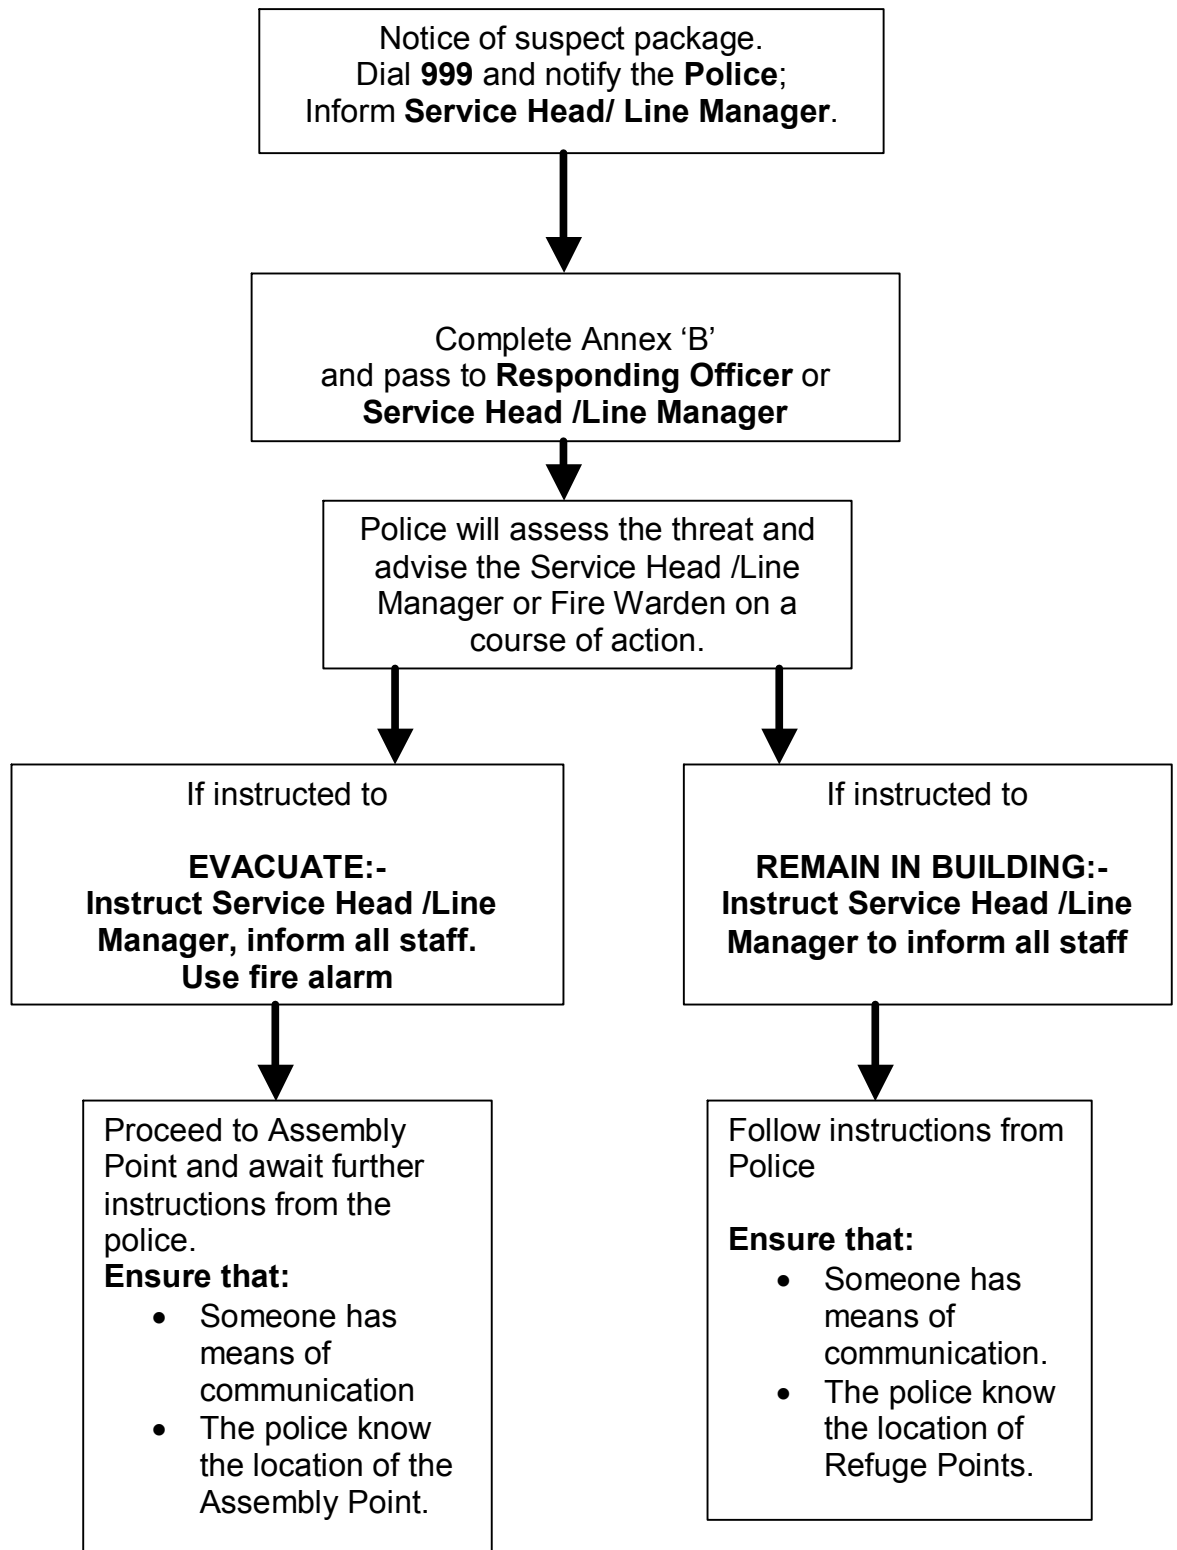 Notice of suspect package.
Dial 999 and notify the Police;
Inform Service Head/ Line Manager.
Complete Annex ‘B’
and pass to Responding Officer or
Service Head /Line Manager
Police will assess the threat and
advise the Service Head /Line
Manager or Fire Warden on a
course of action.
If instructed to
EVACUATE:-
Instruct Service Head /Line
Manager, inform all staff.
Use fire alarm
If instructed to
REMAIN IN BUILDING:-
Instruct Service Head /Line
Manager to inform all staff
Proceed to Assembly
Point and await further
instructions from the
police.
Ensure that:
• Someone has
means of
communication
• The police know
the location of the
Assembly Point.
Follow instructions from
Police
Ensure that:
• Someone has
means of
communication.
• The police know
the location of
Refuge Points.